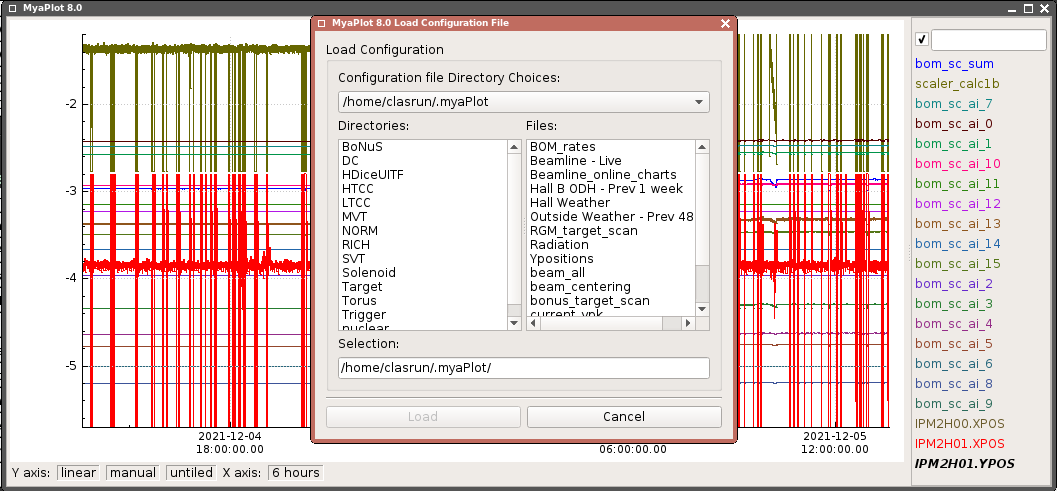 MyaPlot 8.0
MyaPlot 8.0 Load Configuration File
Load Configuration
Configuration file Directory Choices:
/home/clasrun/.myaPlot
Directories:
BoNuS
DC
HDiceUITF
HTCC
LTCC
MVT
NORM
RICH
SVT
Solenoid
Target
Torus
Trigger
nuclear
Files:
BOM_rates
Beamline - Live
Beamline_online_charts
Hall B ODH - Prev 1 week
Hall Weather
Outside Weather - Prev 48
RGM_target_scan
Radiation
Ypositions
beam_all
beam_centering
bonus_target_scan
current_vnk
Selection:
/home/clasrun/.myaPlot/
Load
Cancel
-2
-3
-4
-5
2021-12-04
18:00:00.00
06:00:00.00
2021-12-05
12:00:00.00
bom_sc_sum
scaler_calc1b
bom_sc_ai_7
bom_sc_ai_0
bom_sc_ai_1
bom_sc_ai_10
bom_sc_ai_11
bom_sc_ai_12
bom_sc_ai_13
bom_sc_ai_14
bom_sc_ai_15
bom_sc_ai_2
bom_sc_ai_3
bom_sc_ai_4
bom_sc_ai_5
bom_sc_ai_6
bom_sc_ai_8
bom_sc_ai_9
IPM2H00.XPOS
IPM2H01.XPOS
IPM2H01.YPOS
Y axis: linear manual untiled X axis: 6 hours